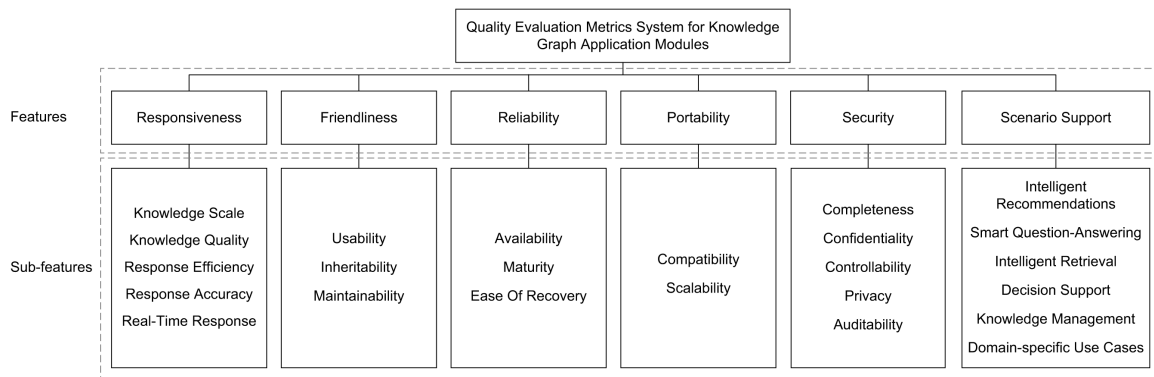 Quality Evaluation Metrics System for Knowledge
Graph Application Modules
Features
Responsiveness
Friendliness
Reliability
Portability
Security
Scenario Support
Sub-features
Knowledge Scale
Knowledge Quality
Response Efficiency
Response Accuracy
Real-Time Response
Usability
Inheritability
Maintainability
Availability
Maturity
Ease Of Recovery
Compatibility
Scalability
Completeness
Confidentiality
Controllability
Privacy
Auditability
Intelligent
Recommendations
Smart Question-Answering
Intelligent Retrieval
Decision Support
Knowledge Management
Domain-specific Use Cases